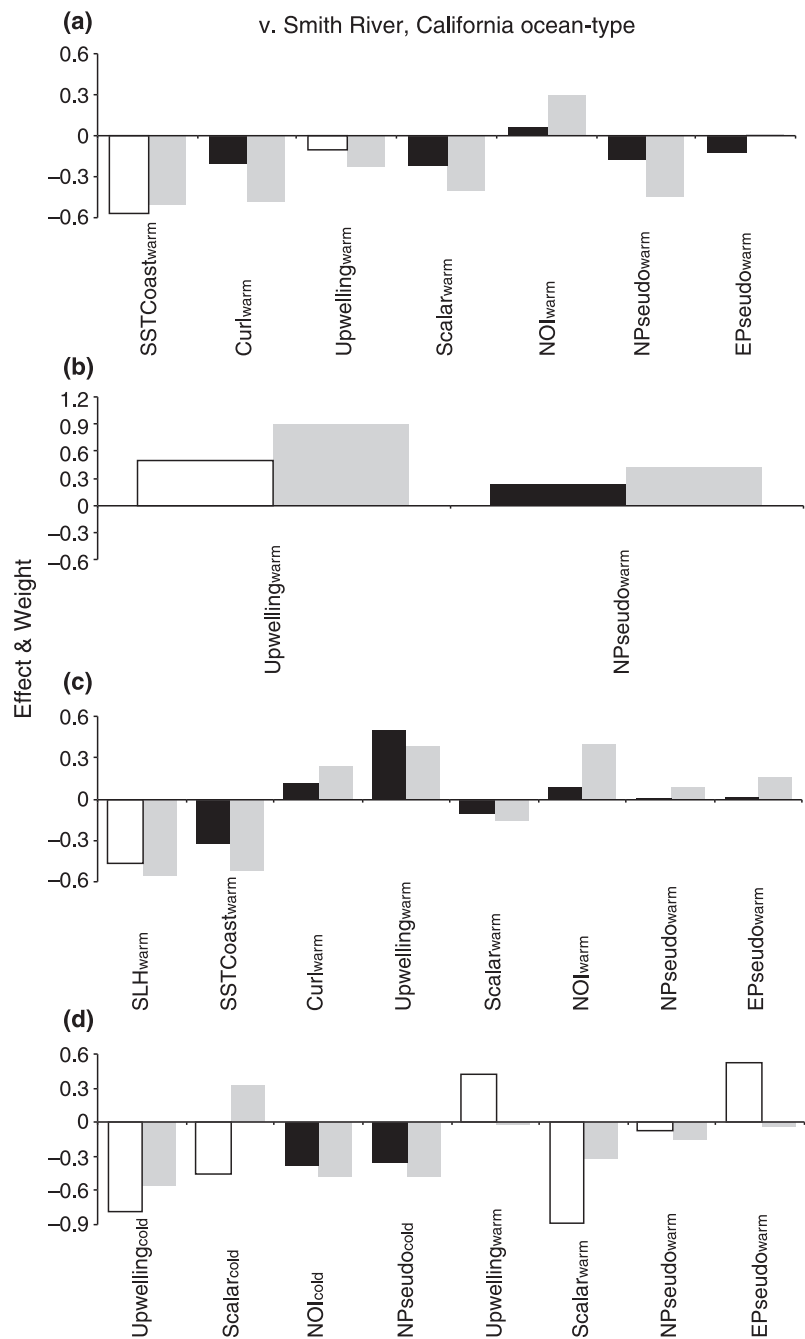 (a)
v. Smith River, California ocean-type
0.6
0.3
0
−0.3
−0.6
SSTCoastwarm
Curlwarm
Upwellingwarm
Scalarwarm
NOIwarm
NPseudowarm
EPseudowarm
(b)
1.2
0.9
0.6
0.3
0
−0.3
−0.6
Upwellingwarm
NPseudowarm
Effect & Weight
(c)
0.6
0.3
0
−0.3
−0.6
SLHwarm
SSTCoastwarm
Curlwarm
Upwellingwarm
Scalarwarm
NOIwarm
NPseudowarm
EPseudowarm
(d)
0.6
0.3
0
−0.3
−0.6
−0.9
Upwellingcold
Scalarcold
NOIcold
NPseudocold
Upwellingwarm
Scalarwarm
NPseudowarm
EPseudowarm